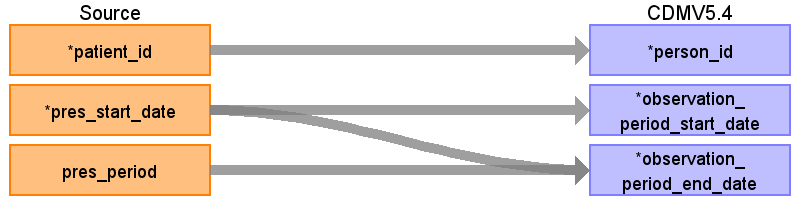 Source
CDMV5.4
*patient_id
*person_id
*pres_start_date
*observation_
period_start_date
pres_period
*observation_
period_end_date